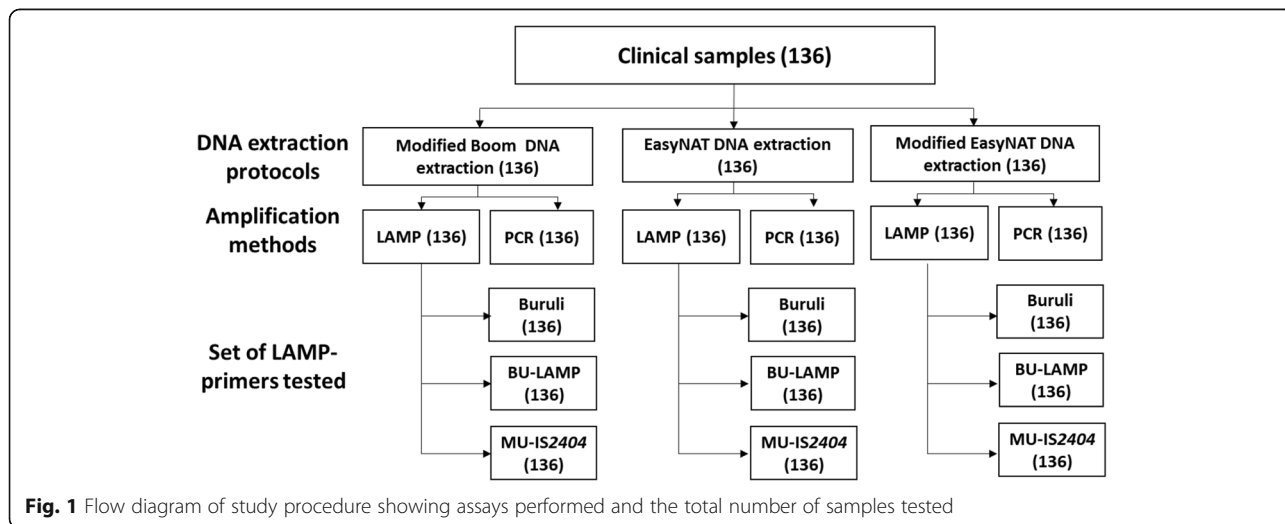 Clinical samples (136)
DNA extraction
protocols
Modified Boom DNA
extraction (136)
EasyNAT DNA extraction
(136)
Modified EasyNAT DNA
extraction (136)
Amplification
methods
LAMP (136)
PCR (136)
LAMP (136)
PCR (136)
LAMP (136)
PCR (136)
Set of LAMP-
primers tested
Buruli
(136)
Buruli
(136)
Buruli
(136)
BU-LAMP
(136)
BU-LAMP
(136)
BU-LAMP
(136)
MU-IS2404
(136)
MU-IS2404
(136)
MU-IS2404
(136)
Fig. 1 Flow diagram of study procedure showing assays performed and the total number of samples tested